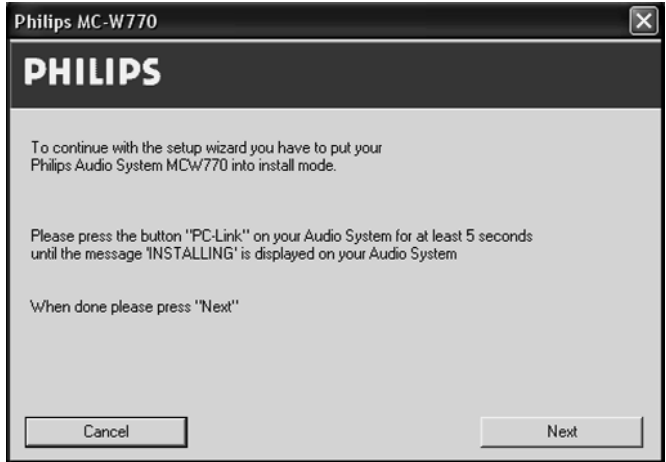 Philips MC-W770
PHILIPS
To continue with the setup wizard you have to put your
Philips Audio System MCW770 into install mode.
Please press the button "PC-Link" on your Audio System for at least 5 seconds
until the message 'INSTALLING' is displayed on your Audio System
When done please press "Next"
Cancel
Next